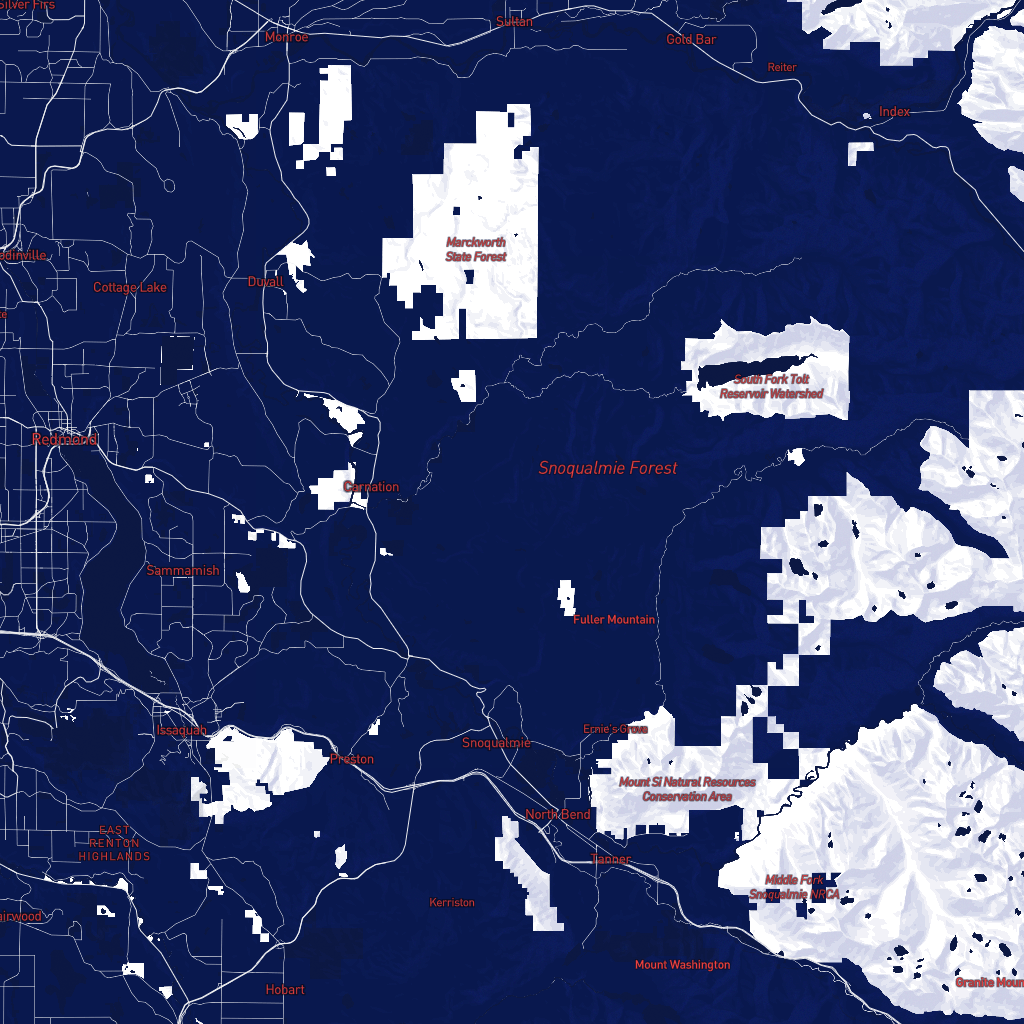 Silver Firs
Sultan
Monroe
Gold Bar
Reiter
Index
Marckworth
State Forest
Duvall
Cottage Lake
South Fork Tolt
Reservoir Watershed
Redmond
Snoqualmie Forest
Carnation
Sammamish
Fuller Mountain
Issaquah
Ernie's Grove
Snoqualmie
Preston
Mount Si Natural Resources
Conservation Area
North Bend
EAST
RENTON
HIGHLANDS
Tanner
Middle Fork
Snoqualmie NRCA
Kerriston
Mount Washington
Granite Moun
Hobart